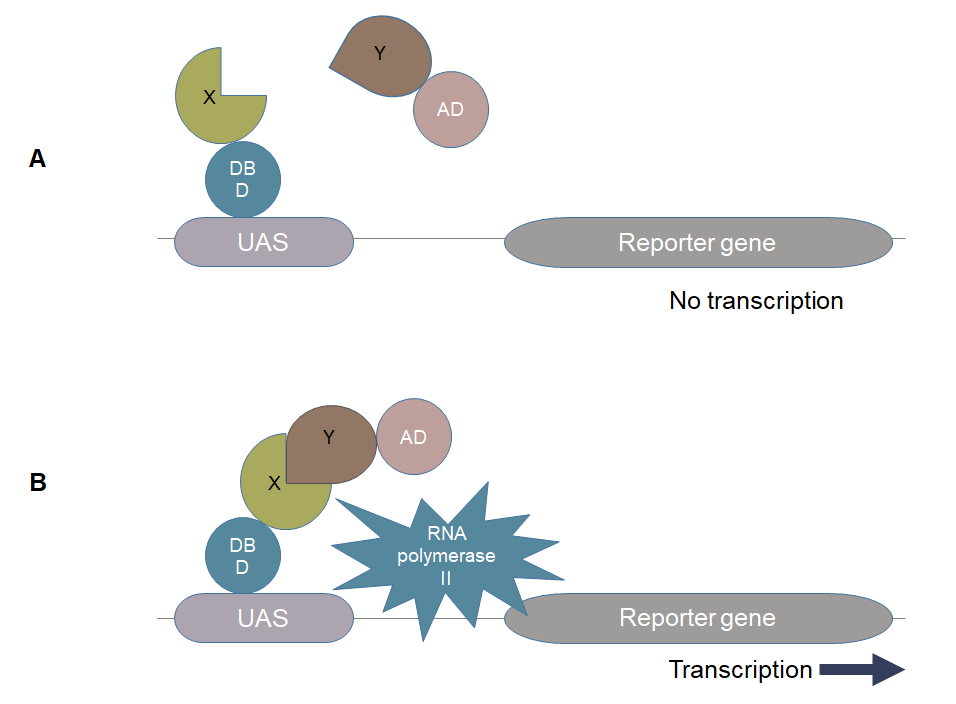 Y
X
AD
A
DB
D
UAS
Reporter gene
No transcription
Y
AD
X
B
RNA
polymerase
II
DB
D
UAS
Reporter gene
Transcription